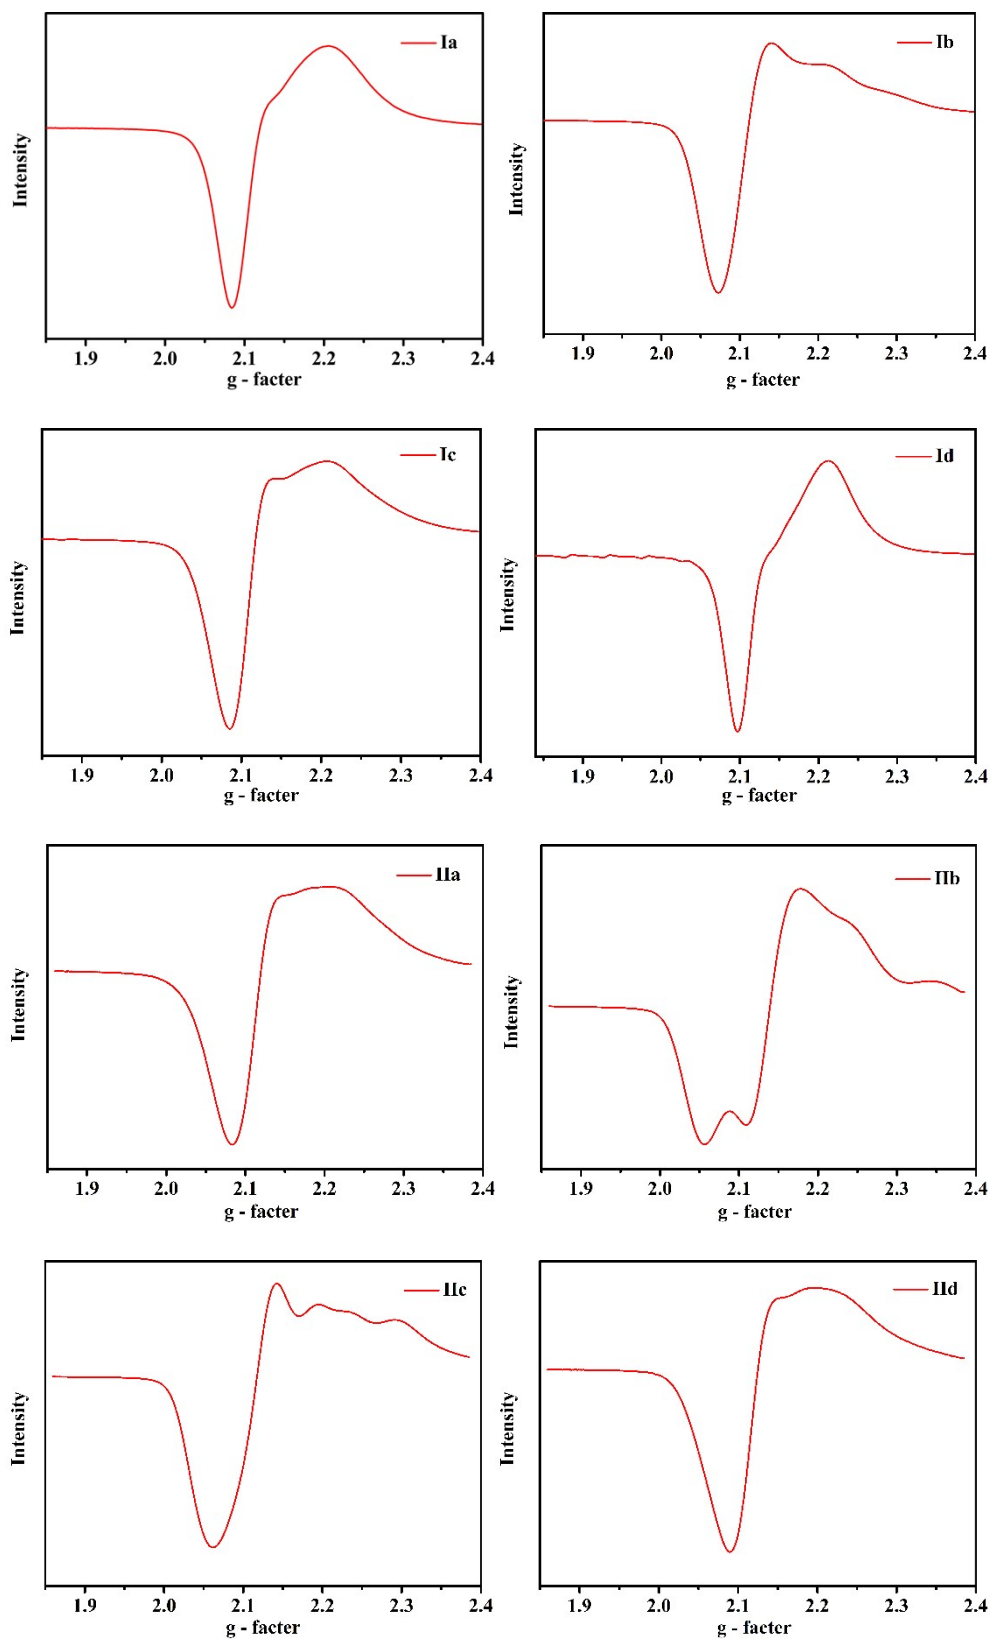 Ia
Intensity
1.9 2.0 2.1 2.2 2.3 2.4
g - facter
Ib
Intensity
1.9 2.0 2.1 2.2 2.3 2.4
g - facter
Ic
Intensity
1.9 2.0 2.1 2.2 2.3 2.4
g - facter
Id
Intensity
1.9 2.0 2.1 2.2 2.3 2.4
g - facter
IIa
Intensity
1.9 2.0 2.1 2.2 2.3 2.4
g - facter
IIb
Intensity
1.9 2.0 2.1 2.2 2.3 2.4
g - facter
IIc
Intensity
1.9 2.0 2.1 2.2 2.3 2.4
g - facter
IId
Intensity
1.9 2.0 2.1 2.2 2.3 2.4
g - facter